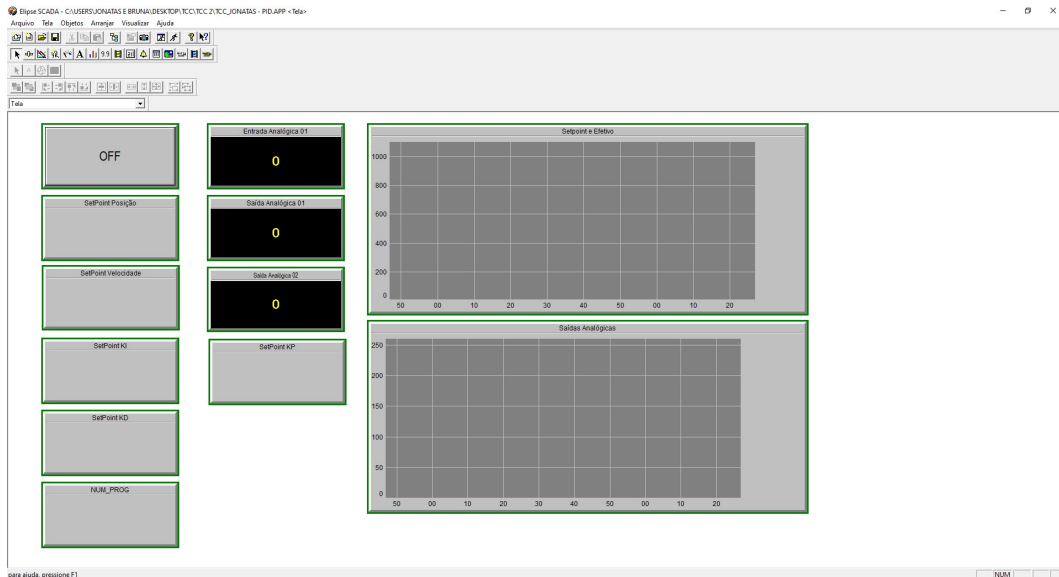 Elipse SCADA - C:\USERS\JONATAS E BRUNA\DESKTOP\TCC\TCC 2\TCC_JONATAS - PID.APP <Tela>
Arquivo Tela Objetos Arranjar Visualizar Ajuda
Tela
OFF
SetPoint Posição
SetPoint Velocidade
SetPoint KI
SetPoint KD
NUM_PROG
Entrada Analógica 01
0
Saída Analógica 01
0
Saída Analógica 02
0
SetPoint KP
Setpoint e Efetivo
1000
800
600
400
200
0
50 00 10 20 30 40 50 00 10 20
Saídas Analógicas
250
200
150
100
50
0
50 00 10 20 30 40 50 00 10 20
para ajuda, pressione F1
NUM